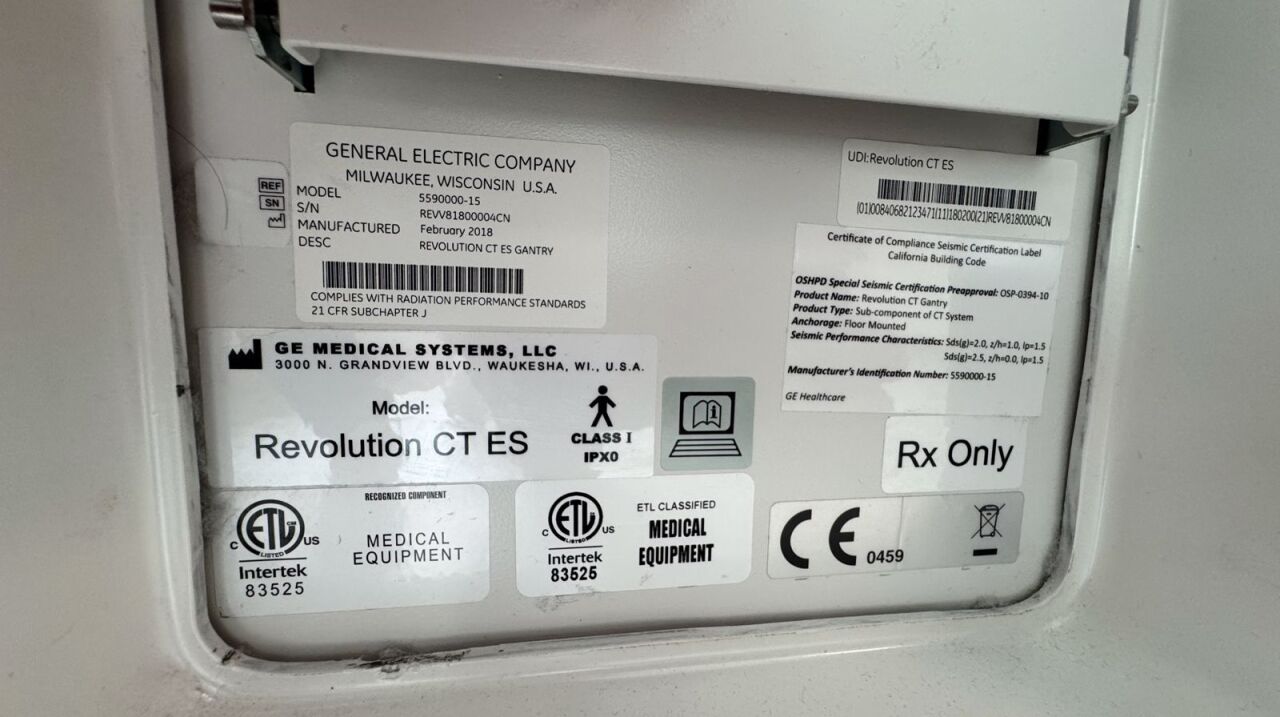 GENERAL ELECTRIC COMPANY
MILWAUKEE, WISCONSIN U.S.A.
REF MODEL 5590000-15
SN S/N REVV81800004CN
MANUFACTURED February 2018
DESC REVOLUTION CT ES GANTRY
COMPLIES WITH RADIATION PERFORMANCE STANDARDS
21 CFR SUBCHAPTER J
UDI:Revolution CT ES
(01)00840682123471(11)180200(21)REVV81800004CN
Certificate of Compliance Seismic Certification Label
California Building Code
OSHPD Special Seismic Certification Preapproval: OSP-0394-10
Product Name: Revolution CT Gantry
Product Type: Sub-component of CT System
Anchorage: Floor Mounted
Seismic Performance Characteristics: Sds(g)=2.0, z/h=1.0, Ip=1.5
Sds(g)=2.5, z/h=0.0, Ip=1.5
Manufacturer's Identification Number: 5590000-15
GE Healthcare
GE MEDICAL SYSTEMS, LLC
3000 N. GRANDVIEW BLVD., WAUKESHA, WI., U.S.A.
Model:
Revolution CT ES
CLASS I
IPX0
i
Rx Only
RECOGNIZED COMPONENT
C ETL CM US
LISTED
Intertek
83525
MEDICAL
EQUIPMENT
C ETL CM US
LISTED
Intertek
83525
ETL CLASSIFIED
MEDICAL
EQUIPMENT
CE 0459